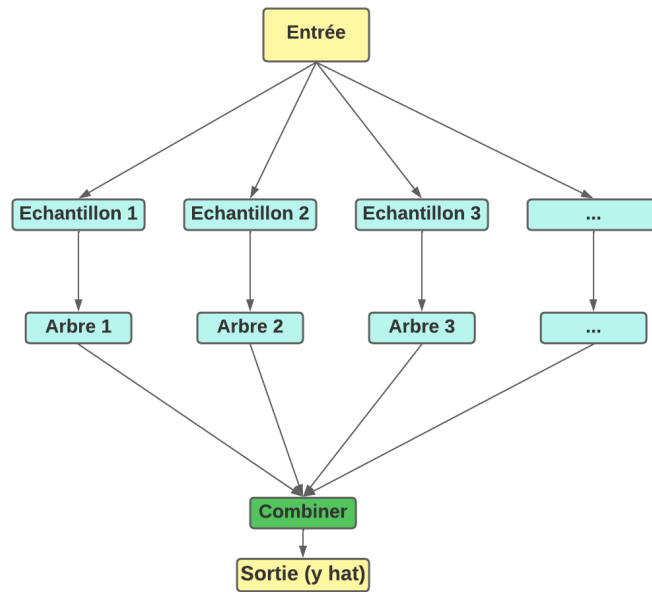 Entrée
Echantillon 1
Echantillon 2
Echantillon 3
...
Arbre 1
Arbre 2
Arbre 3
...
Combiner
Sortie (y hat)